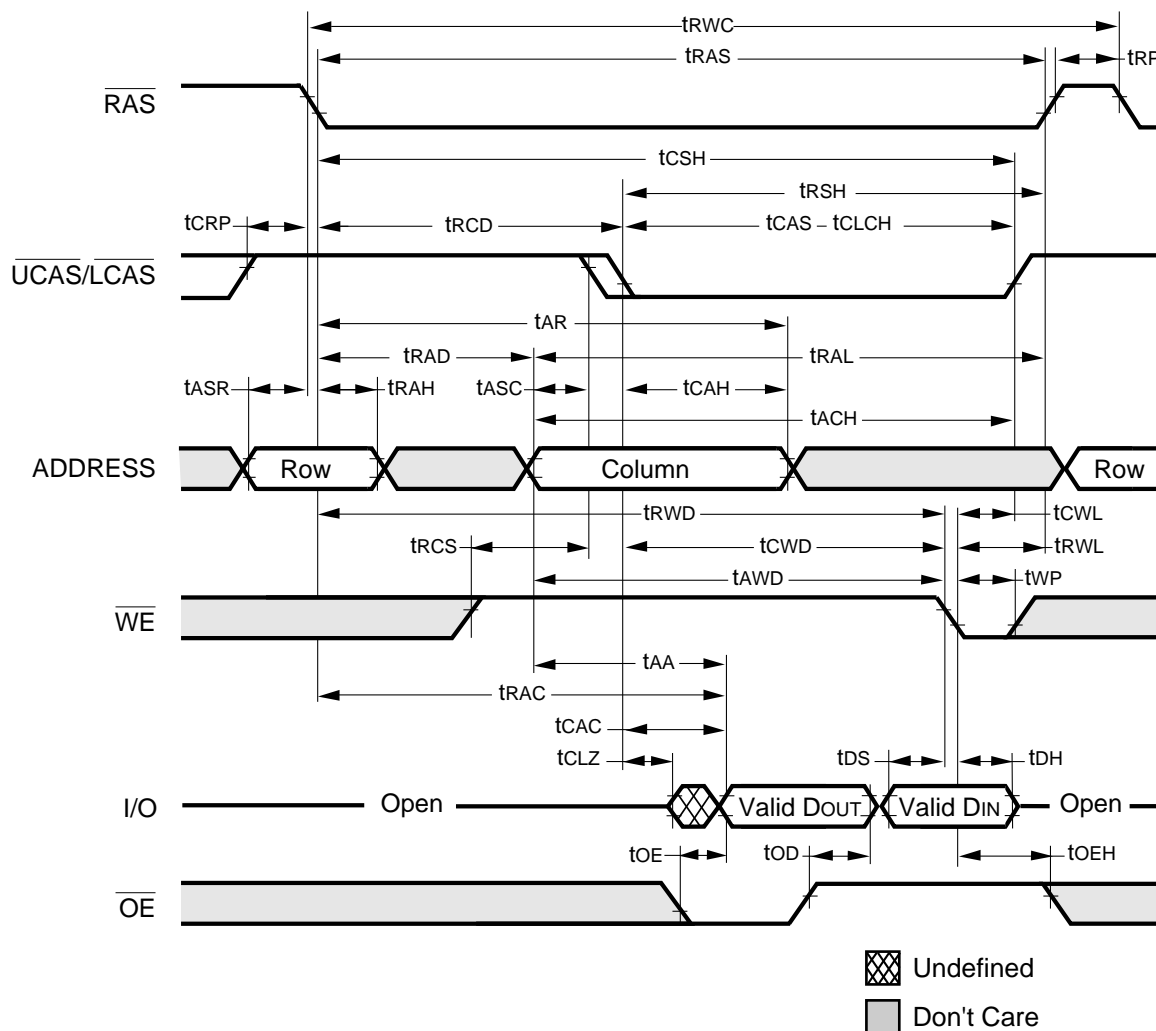 tRWC
tRAS
tRP
RAS
tCSH
tRSH
tCRP
tRCD
tCAS - tCLCH
UCAS/LCAS
tAR
tRAD
tRAL
tASR
tRAH
tASC
tCAH
tACH
ADDRESS
Row
Column
Row
tRWD
tCWL
tRCS
tCWD
tRWL
tAWD
tWP
WE
tAA
tRAC
tCAC
tCLZ
tDS
tDH
I/O
Open
Valid DOUT
Valid DIN
Open
tOE
tOD
tOEH
OE
Undefined
Don't Care